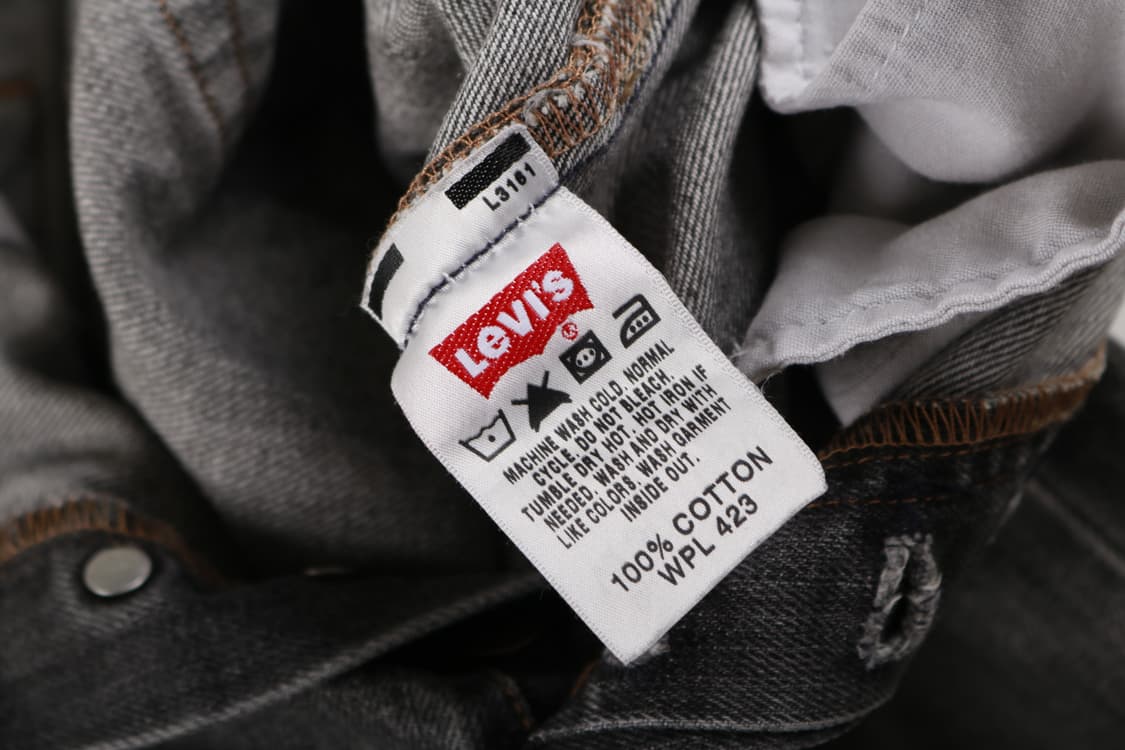 L3161
Levi's
®
MACHINE WASH COLD. NORMAL
CYCLE. DO NOT BLEACH.
TUMBLE DRY HOT. HOT IRON IF
NEEDED. WASH AND DRY WITH
LIKE COLORS. WASH GARMENT
INSIDE OUT.
100% COTTON
WPL 423